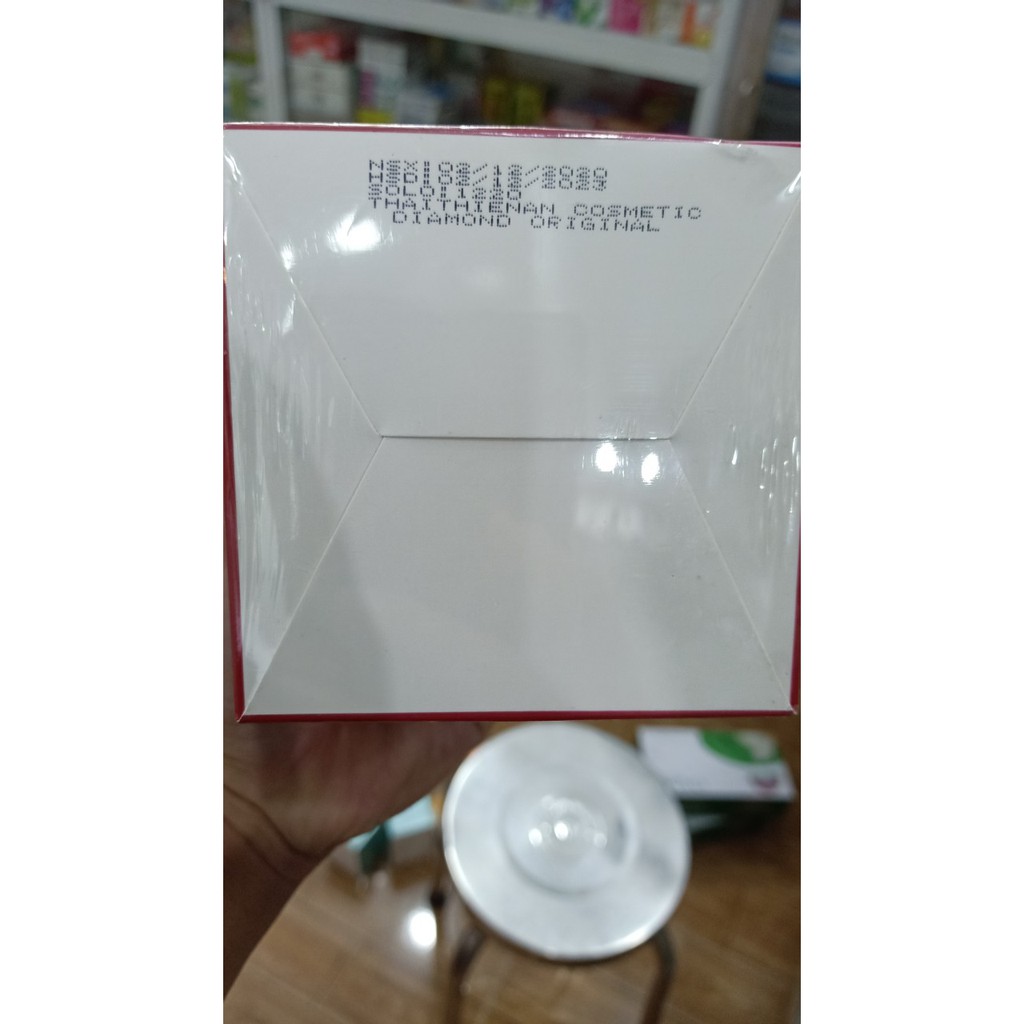 NSX:02/12/2020
HSD:02/12/2023
SOLO:1220
THAITHIENAN COSMETIC
DIAMOND ORIGINAL